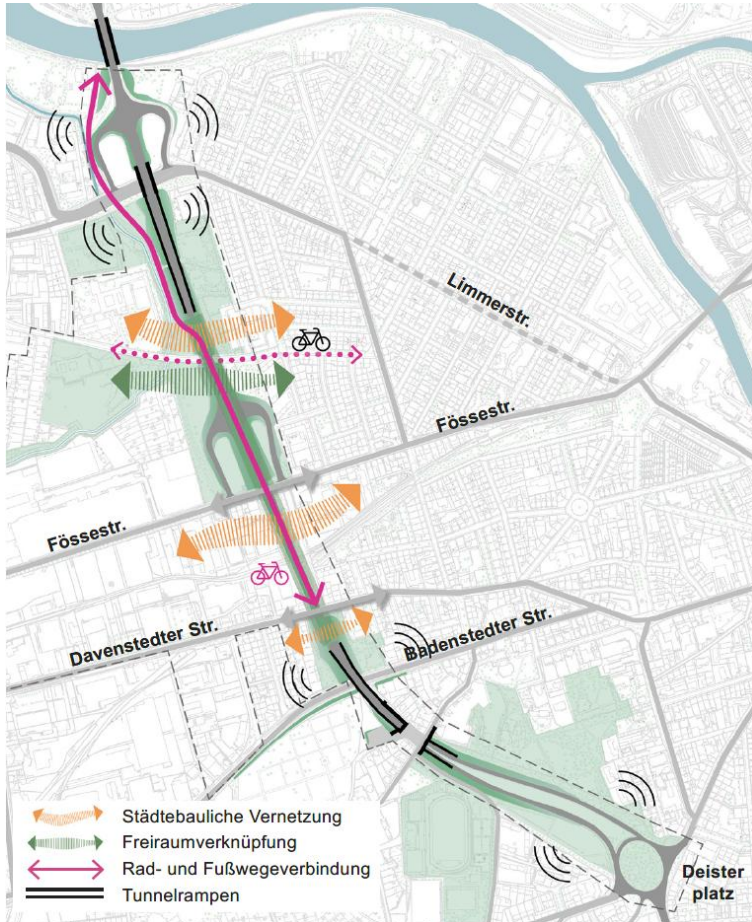 Limmerstr.
Fössestr.
Fössestr.
Davenstedter Str.
Badenstedter Str.
Deister
platz
Städtebauliche Vernetzung
Freiraumverknüpfung
Rad- und Fußwegeverbindung
Tunnelrampen